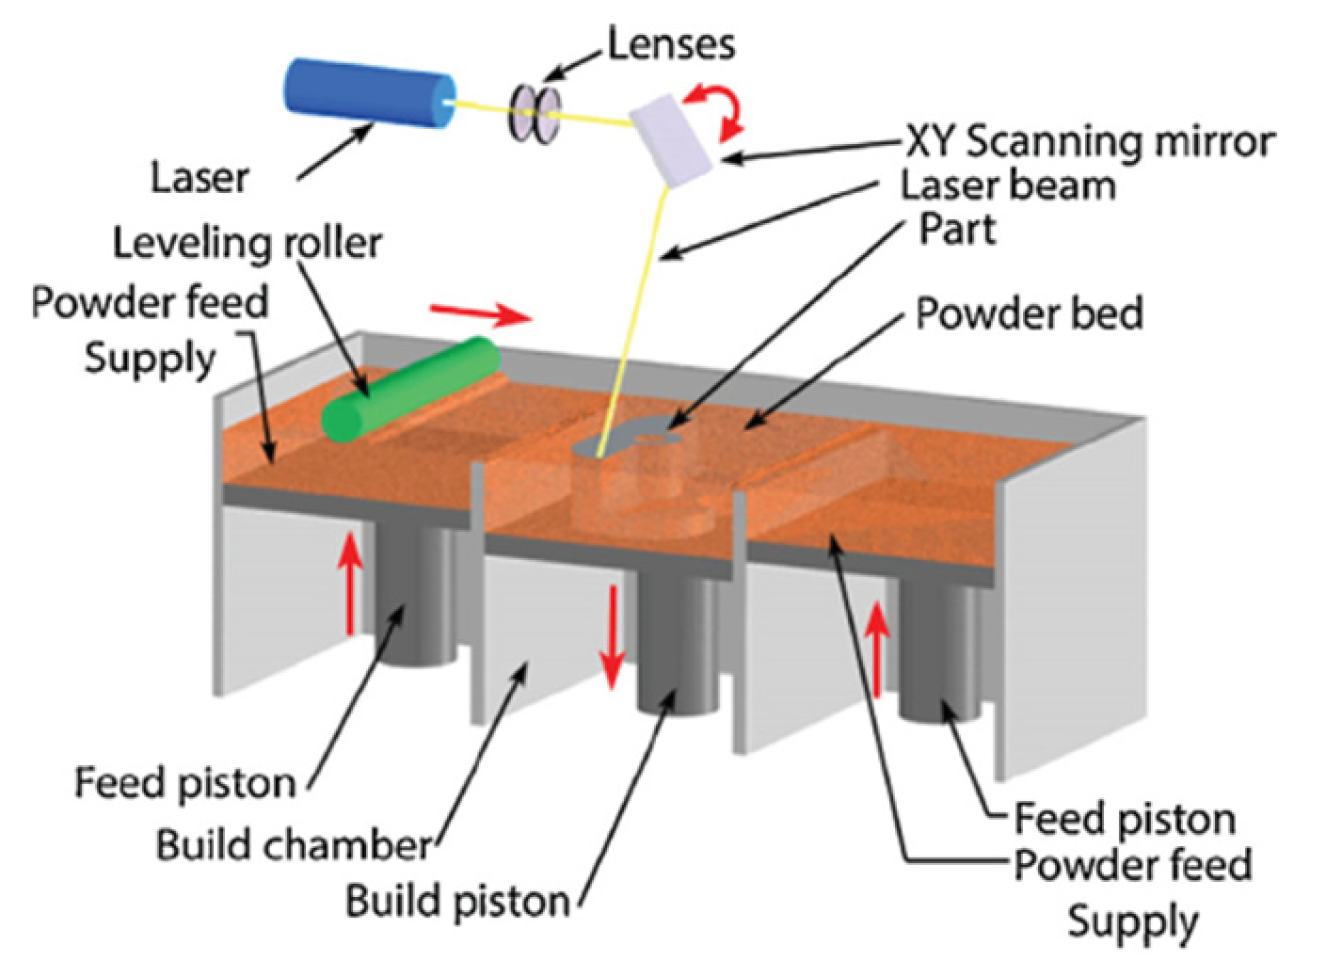 Lenses
XY Scanning mirror
Laser
Laser beam
Part
Leveling roller
Powder feed
Supply
Powder bed
Feed piston
Build chamber
Build piston
Feed piston
Powder feed
Supply